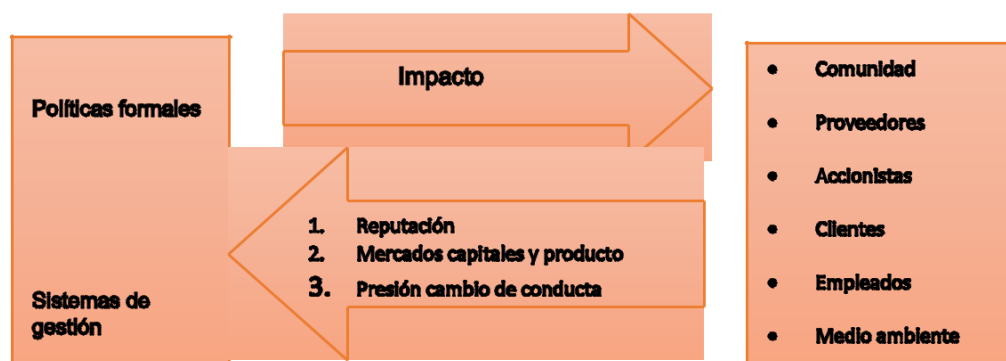 Políticas formales
Sistemas de
gestión
Impacto
1. Reputación
2. Mercados capitales y producto
3. Presión cambio de conducta
• Comunidad
• Proveedores
• Accionistas
• Clientes
• Empleados
• Medio ambiente